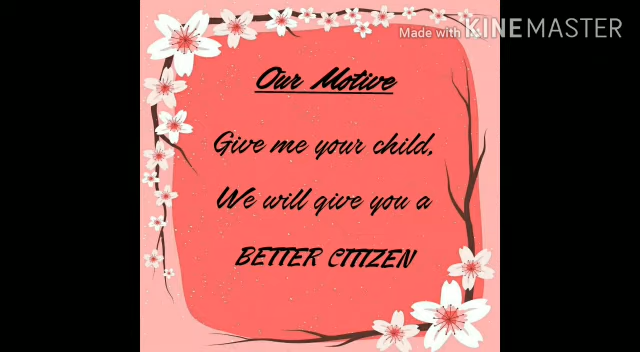 Made with KINEMASTER
Our Motive
Give me your child,
We will give you a
BETTER CITIZEN